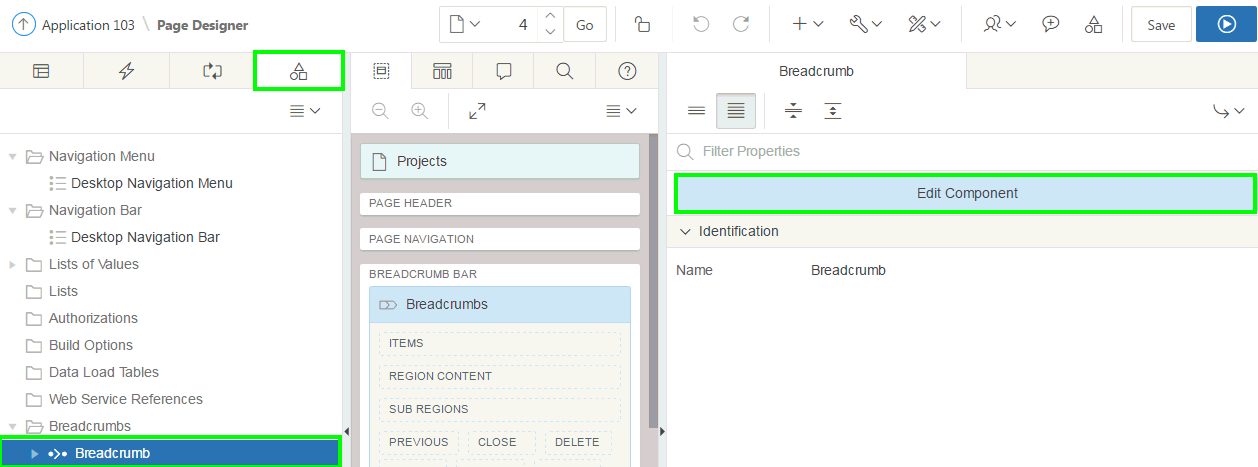 Application 103 \ Page Designer
4
Go
Save
Navigation Menu
Desktop Navigation Menu
Navigation Bar
Desktop Navigation Bar
Lists of Values
Lists
Authorizations
Build Options
Data Load Tables
Web Service References
Breadcrumbs
Breadcrumb
Projects
PAGE HEADER
PAGE NAVIGATION
BREADCRUMB BAR
Breadcrumbs
ITEMS
REGION CONTENT
SUB REGIONS
PREVIOUS CLOSE DELETE
Breadcrumb
Filter Properties
Edit Component
Identification
Name Breadcrumb